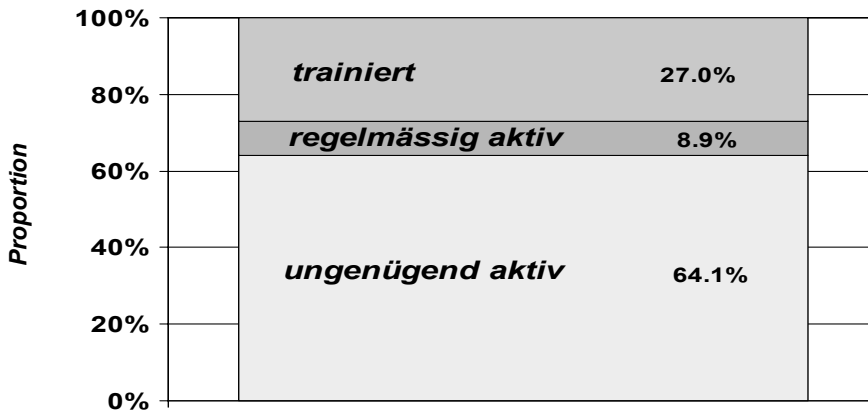 100%
trainiert 27.0%
80%
regelmässig aktiv 8.9%
60%
Proportion
40%
ungenügend aktiv 64.1%
20%
0%